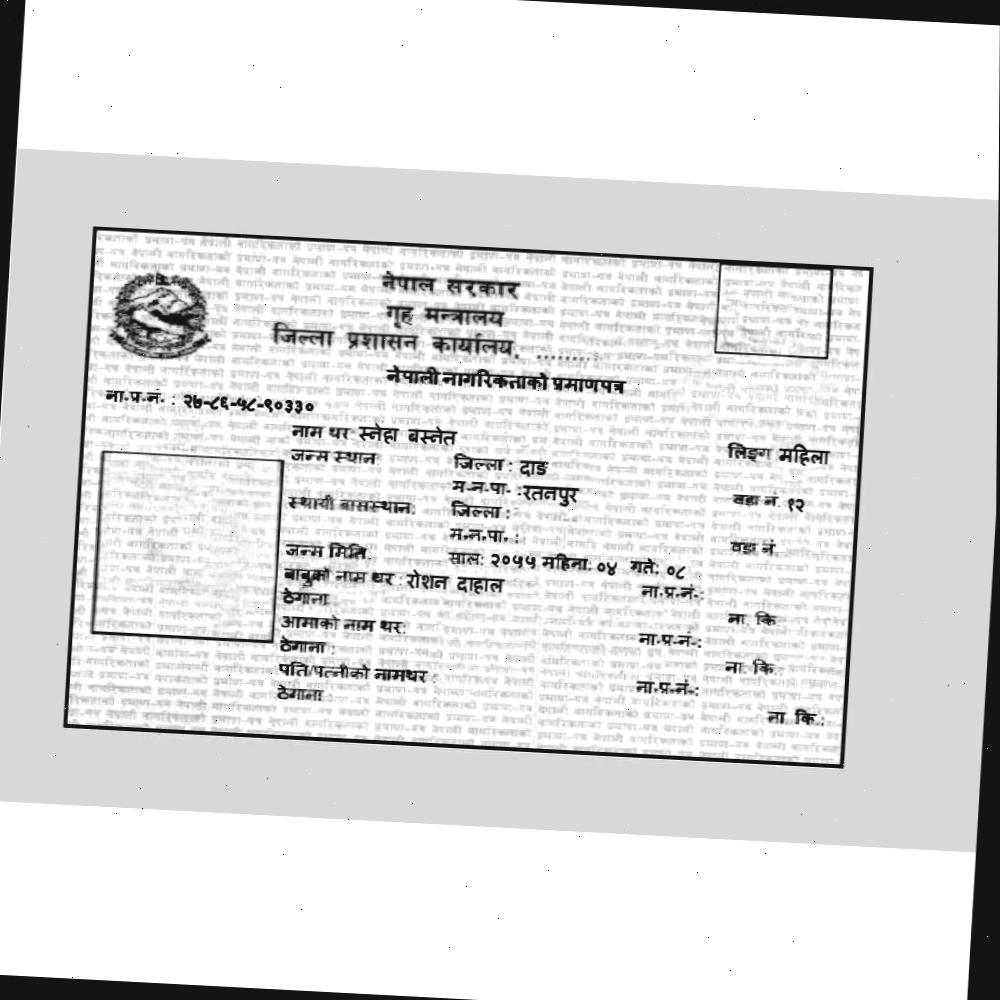 नेपाल सरकार
गृह मन्त्रालय
जिल्ला प्रशासन कार्यालय, .........
नेपाली नागरिकताको प्रमाणपत्र
ना.प्र.नं. : २७-८६-५८-९०३३०
नाम थर: स्नेहा बस्नेत लिङ्ग महिला
जन्म स्थान: जिल्ला : दाङ
म.न.पा. : रतनपुर वडा नं. १२
स्थायी बासस्थान: जिल्ला :
म.न.पा. : वडा नं.
जन्म मिति: साल: २०५५ महिना: ०४ गते: ०८
बाबुको नाम थर : रोशन दाहाल ना.प्र.नं.:
ठेगाना ना. कि.
आमाको नाम थर: ना.प्र.नं.:
ठेगाना : ना. कि.:
पति/पत्नीको नामथर : ना.प्र.नं.:
ठेगाना : ना. कि.: